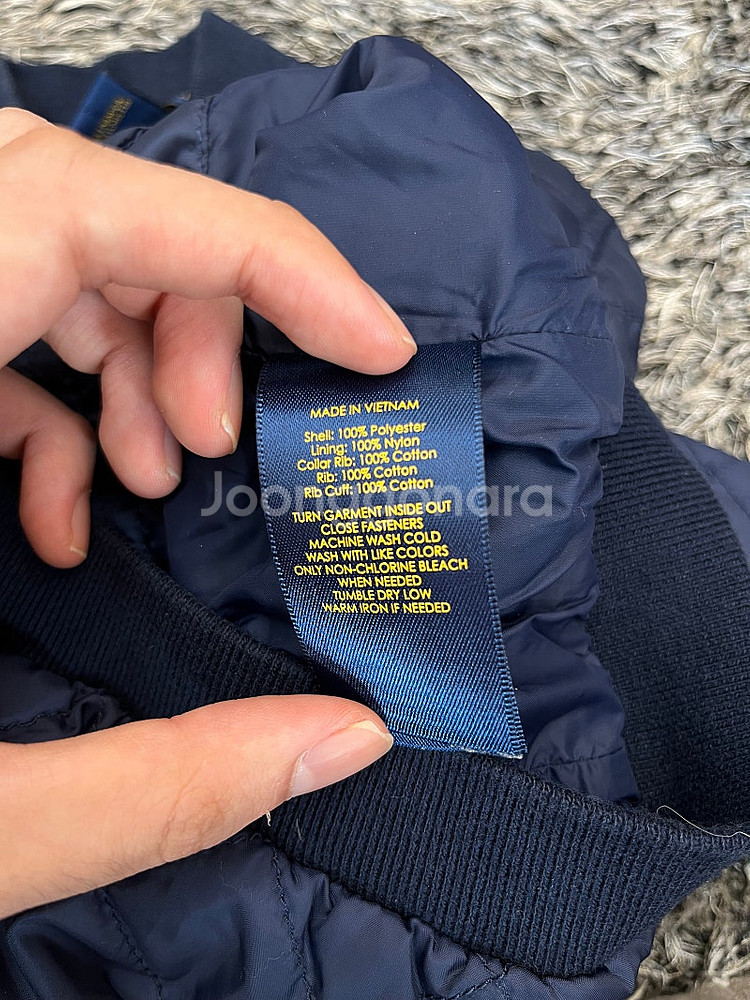 MADE IN VIETNAM
Shell: 100% Polyester
Lining: 100% Nylon
Collar Rib: 100% Cotton
Rib: 100% Cotton
Rib Cuff: 100% Cotton
Joongonara
TURN GARMENT INSIDE OUT
CLOSE FASTENERS
MACHINE WASH COLD
WASH WITH LIKE COLORS
ONLY NON-CHLORINE BLEACH
WHEN NEEDED
TUMBLE DRY LOW
WARM IRON IF NEEDED